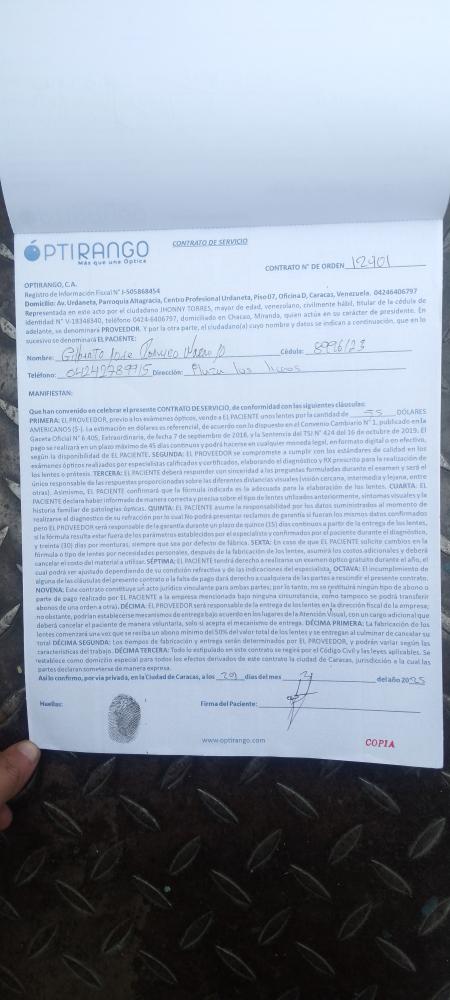 ÓPTIRANGO
Más que una Óptica
CONTRATO DE SERVICIO
CONTRATO N° DE ORDEN 12901
OPTIRANGO, C.A.
Registro de Información Fiscal N° J-505868454
Domicilio: Av. Urdaneta, Parroquia Altagracia, Centro Profesional Urdaneta, Piso 07, Oficina D, Caracas, Venezuela. 04246406797
Representada en este acto por el ciudadano JHONNY TORRES, mayor de edad, venezolano, civilmente hábil, titular de la cédula de
Identidad N° V-18348340, teléfono 0424-6406797, domiciliado en Chacao, Miranda, quien actúa en su carácter de presidente. En
adelante, se denominará PROVEEDOR. Y por la otra parte, el ciudadano(a) cuyo nombre y datos se indican a continuación, que en lo
sucesivo se denominará EL PACIENTE:
Nombre: Gilberto Cédula: 8996123
Teléfono: 04242789915 Dirección: Plaza las
MANIFIESTAN:
Que han convenido en celebrar el presente CONTRATO DE SERVICIO, de conformidad con las siguientes cláusulas:
PRIMERA: EL PROVEEDOR, previo a los exámenes ópticos, vende a EL PACIENTE unos lentes por la cantidad de 55 DÓLARES
AMERICANOS ($-). La estimación en dólares es referencial, de acuerdo con lo dispuesto en el Convenio Cambiario N° 1, publicado en la
Gaceta Oficial N° 6.405, Extraordinaria, de fecha 7 de septiembre de 2018, y la Sentencia del TSJ N° 424 del 16 de octubre de 2019. El
pago se realizará en un plazo máximo de 45 días continuos y podrá hacerse en cualquier moneda legal, en formato digital o en efectivo,
según la disponibilidad de EL PACIENTE. SEGUNDA: EL PROVEEDOR se compromete a cumplir con los estándares de calidad en los
exámenes ópticos realizados por especialistas calificados y certificados, elaborando el diagnóstico y RX prescrito para la realización de
los lentes o prótesis. TERCERA: EL PACIENTE deberá responder con sinceridad a las preguntas formuladas durante el examen y será el
único responsable de las respuestas proporcionadas sobre las diferentes distancias visuales (visión cercana, intermedia y lejana, entre
otras). Asimismo, EL PACIENTE confirmará que la fórmula indicada es la adecuada para la elaboración de los lentes. CUARTA: EL
PACIENTE declara haber informado de manera correcta y precisa sobre el tipo de lentes utilizados anteriormente, síntomas visuales y la
historia familiar de patologías ópticas. QUINTA: EL PACIENTE asume la responsabilidad por los datos suministrados al momento de
realizarse el diagnostico de su refracción por lo cual No podrá presentar reclamos de garantía si fueran los mismos datos confirmados
pero El PROVEEDOR será responsable de la garantía durante un plazo de quince (15) días continuos a partir de la entrega de los lentes,
si la fórmula resulta estar fuera de los parámetros establecidos por el especialista y confirmados por el paciente durante el diagnóstico,
y treinta (30) días por monturas, siempre que sea por defecto de fábrica. SEXTA: En caso de que EL PACIENTE solicite cambios en la
fórmula o tipo de lentes por necesidades personales, después de la fabricación de los lentes, asumirá los costos adicionales y deberá
cancelar el costo del material a utilizar. SÉPTIMA: EL PACIENTE tendrá derecho a realizarse un examen óptico gratuito durante el año, el
cual podrá ser ajustado dependiendo de su condición refractiva y de las indicaciones del especialista. OCTAVA: El incumplimiento de
alguna de las cláusulas del presente contrato o la falta de pago dará derecho a cualquiera de las partes a rescindir el presente contrato.
NOVENA: Este contrato constituye un acto jurídico vinculante para ambas partes; por lo tanto, no se restituirá ningún tipo de abono o
parte de pago realizado por EL PACIENTE a la empresa mencionada bajo ninguna circunstancia, como tampoco se podrá transferir
abonos de una orden a otra). DÉCIMA: EL PROVEEDOR será responsable de la entrega de los lentes en la dirección fiscal de la empresa;
no obstante, podrían establecerse mecanismos de entrega bajo acuerdo en los lugares de la Atención Visual, con un cargo adicional que
deberá cancelar el paciente de manera voluntaria, solo si acepta el mecanismo de entrega. DÉCIMA PRIMERA: La fabricación de los
lentes comenzará una vez que se reciba un abono mínimo del 50% del valor total de los lentes y se entregan al culminar de cancelar su
total DÉCIMA SEGUNDA: Los tiempos de fabricación y entrega serán determinados por EL PROVEEDOR, y podrán variar según las
características del trabajo. DÉCIMA TERCERA: Todo lo estipulado en este contrato se regirá por el Código Civil y las leyes aplicables. Se
establece como domicilio especial para todos los efectos derivados de este contrato la ciudad de Caracas, jurisdicción a la cual las
partes declaran someterse de manera expresa.
Así lo confirmo, por vía privada, en la Ciudad de Caracas, a los días del mes del año 2025
Huellas: Firma del Paciente:
www.optirango.com
COPIA